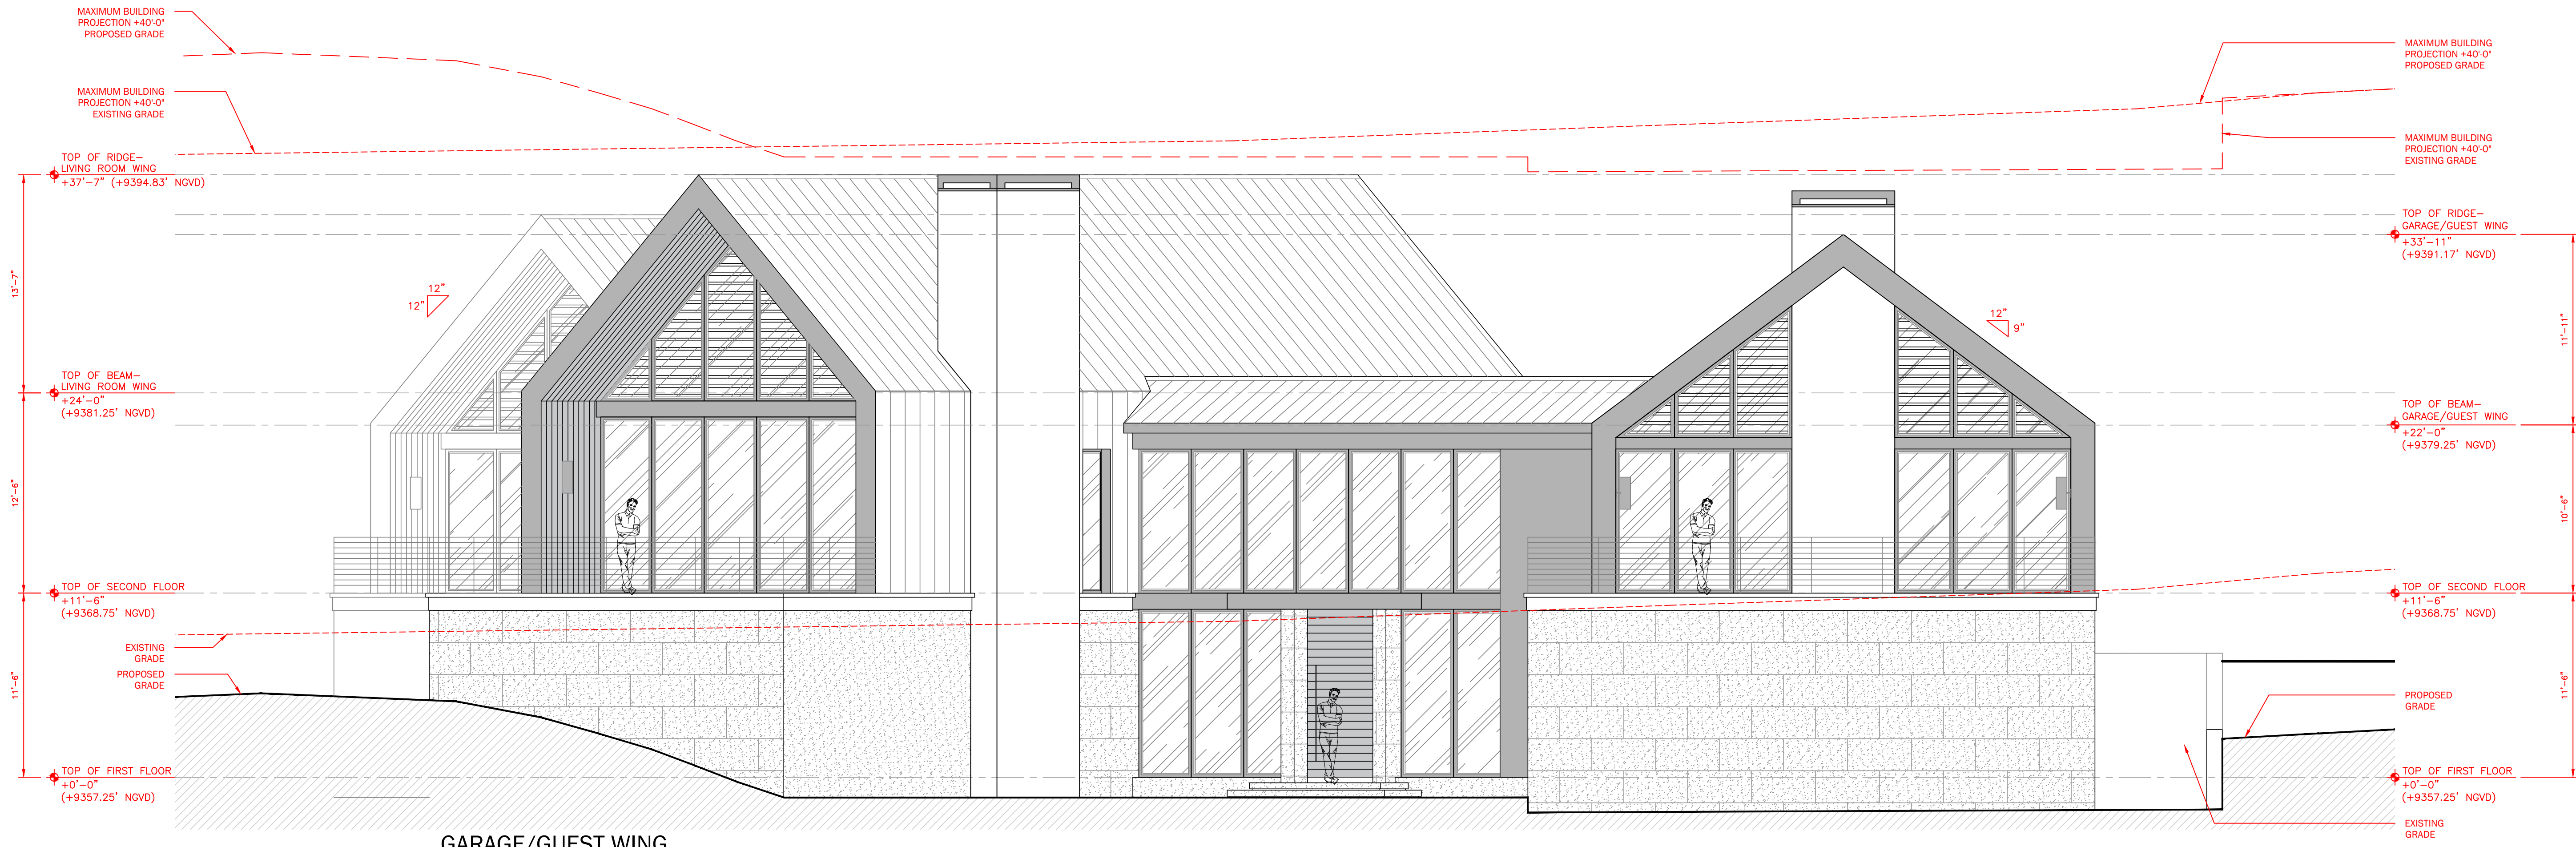 MAXIMUM BUILDING
PROJECTION +40'-0"
PROPOSED GRADE
MAXIMUM BUILDING
PROJECTION +40'-0"
EXISTING GRADE
TOP OF RIDGE–
LIVING ROOM WING
+37'–7" (+9394.83' NGVD)
13'-7"
12"
12"
TOP OF BEAM–
LIVING ROOM WING
+24'–0"
(+9381.25' NGVD)
12'-6"
TOP OF SECOND FLOOR
+11'–6"
(+9368.75' NGVD)
EXISTING
GRADE
PROPOSED
GRADE
11'-6"
TOP OF FIRST FLOOR
+0'–0"
(+9357.25' NGVD)
GARAGE/GUEST WING
MAXIMUM BUILDING
PROJECTION +40'-0"
PROPOSED GRADE
MAXIMUM BUILDING
PROJECTION +40'-0"
EXISTING GRADE
TOP OF RIDGE–
GARAGE/GUEST WING
+33'–11"
(+9391.17' NGVD)
12"
9"
11'-11"
TOP OF BEAM–
GARAGE/GUEST WING
+22'–0"
(+9379.25' NGVD)
10'-6"
TOP OF SECOND FLOOR
+11'–6"
(+9368.75' NGVD)
PROPOSED
GRADE
11'-6"
TOP OF FIRST FLOOR
+0'–0"
(+9357.25' NGVD)
EXISTING
GRADE